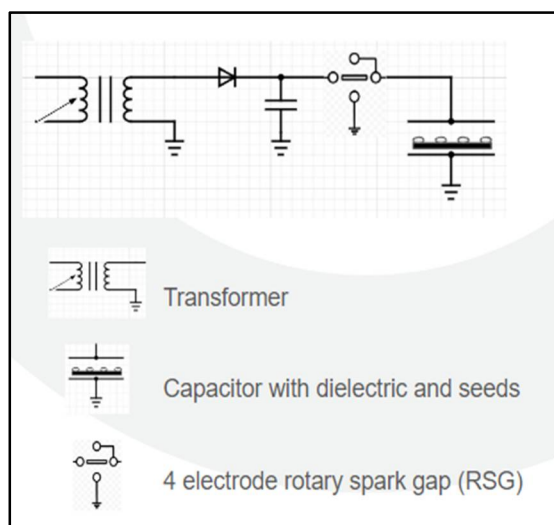 Transformer
Capacitor with dielectric and seeds
4 electrode rotary spark gap (RSG)